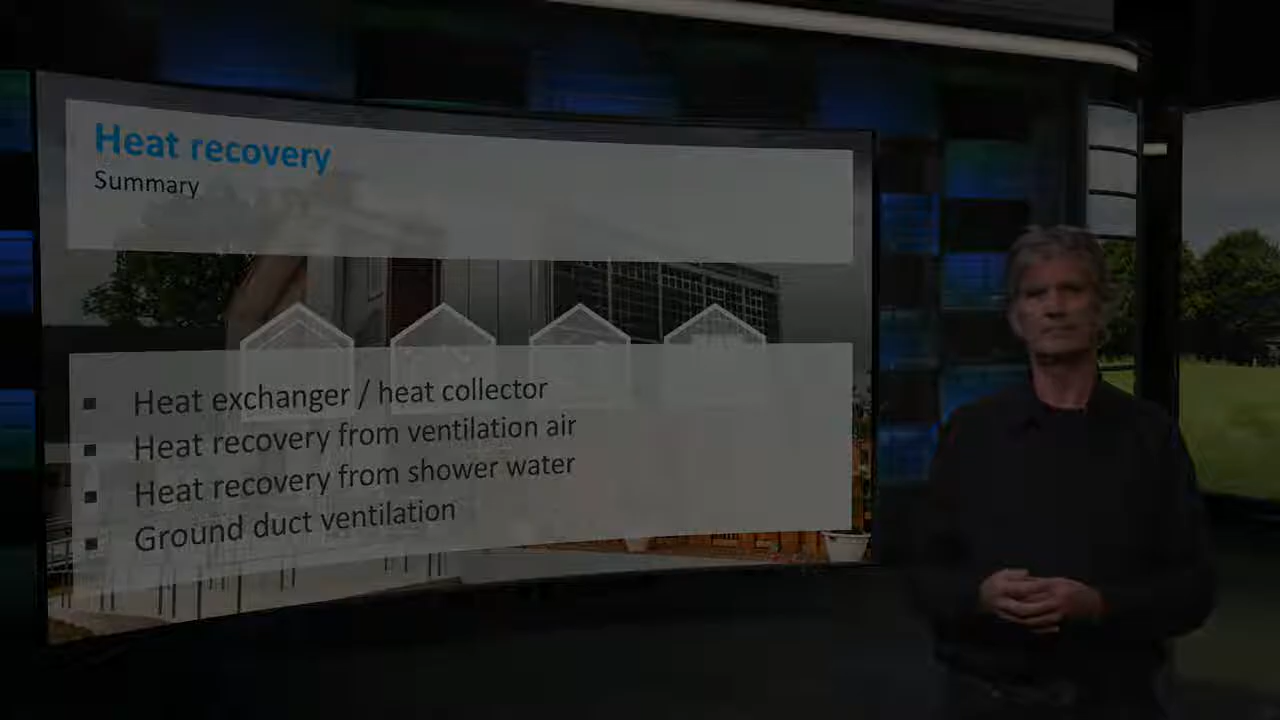 Heat recovery
Summary
▪ Heat exchanger / heat collector
▪ Heat recovery from ventilation air
▪ Heat recovery from shower water
▪ Ground duct ventilation